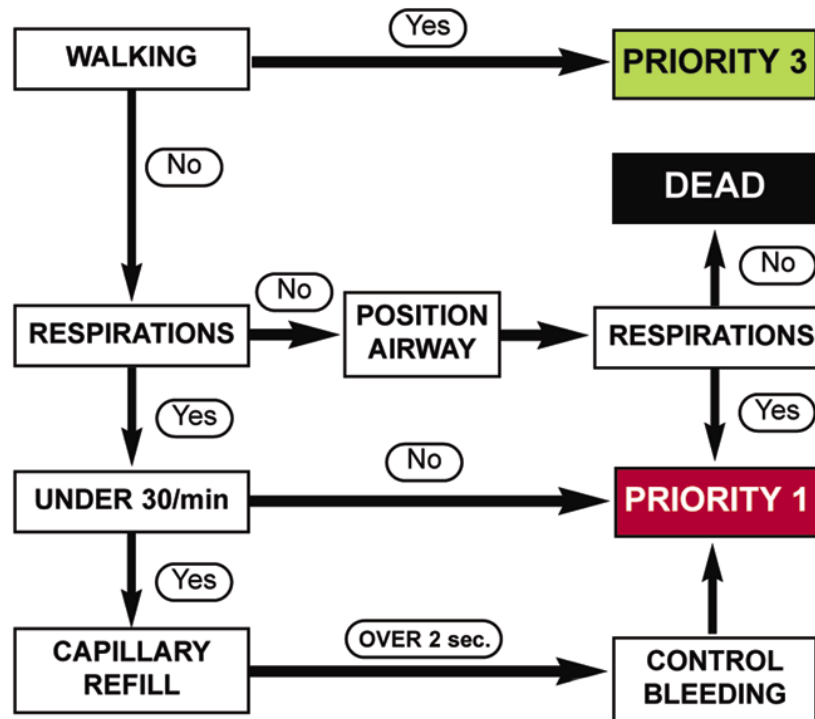 Yes
WALKING
PRIORITY 3
No
DEAD
No
No
RESPIRATIONS
POSITION
AIRWAY
RESPIRATIONS
Yes
Yes
No
UNDER 30/min
PRIORITY 1
Yes
OVER 2 sec.
CAPILLARY
REFILL
CONTROL
BLEEDING